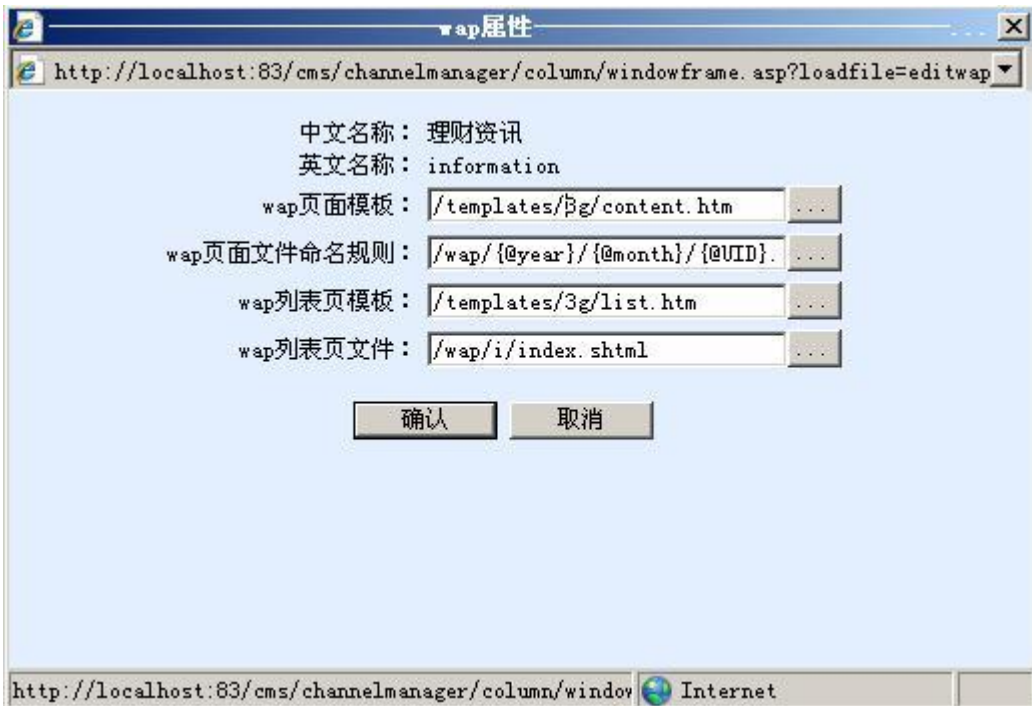 wap属性
http://localhost:83/cms/channelmanager/column/windowframe.asp?loadfile=editwap
中文名称： 理财资讯
英文名称： information
wap页面模板： /templates/3g/content.htm ...
wap页面文件命名规则： /wap/{@year}/{@month}/{@UID}. ...
wap列表页模板： /templates/3g/list.htm ...
wap列表页文件： /wap/i/index.shtml ...
确认 取消
http://localhost:83/cms/channelmanager/column/window Internet